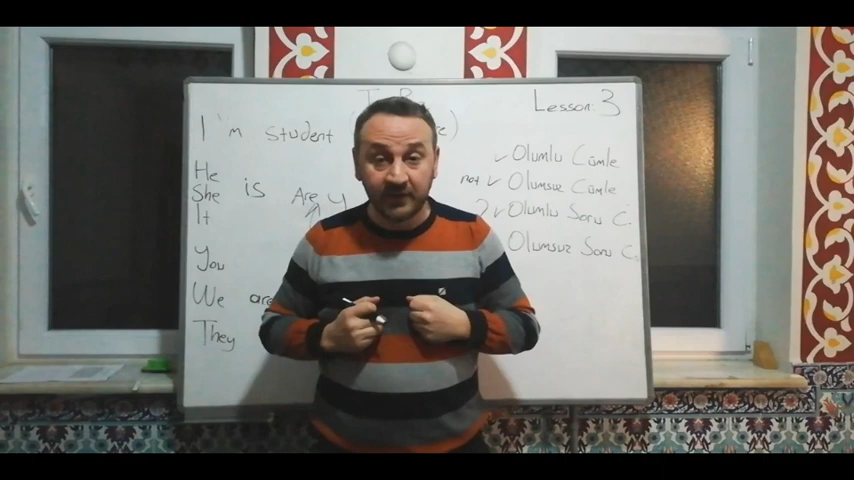 Lesson: 3
I'm student
He
She is
It
Are y
You
We are
They
✓ Olumlu Cümle
not ✓ Olumsuz Cümle
? ✓ Olumlu Soru C.
Olumsuz Soru C.